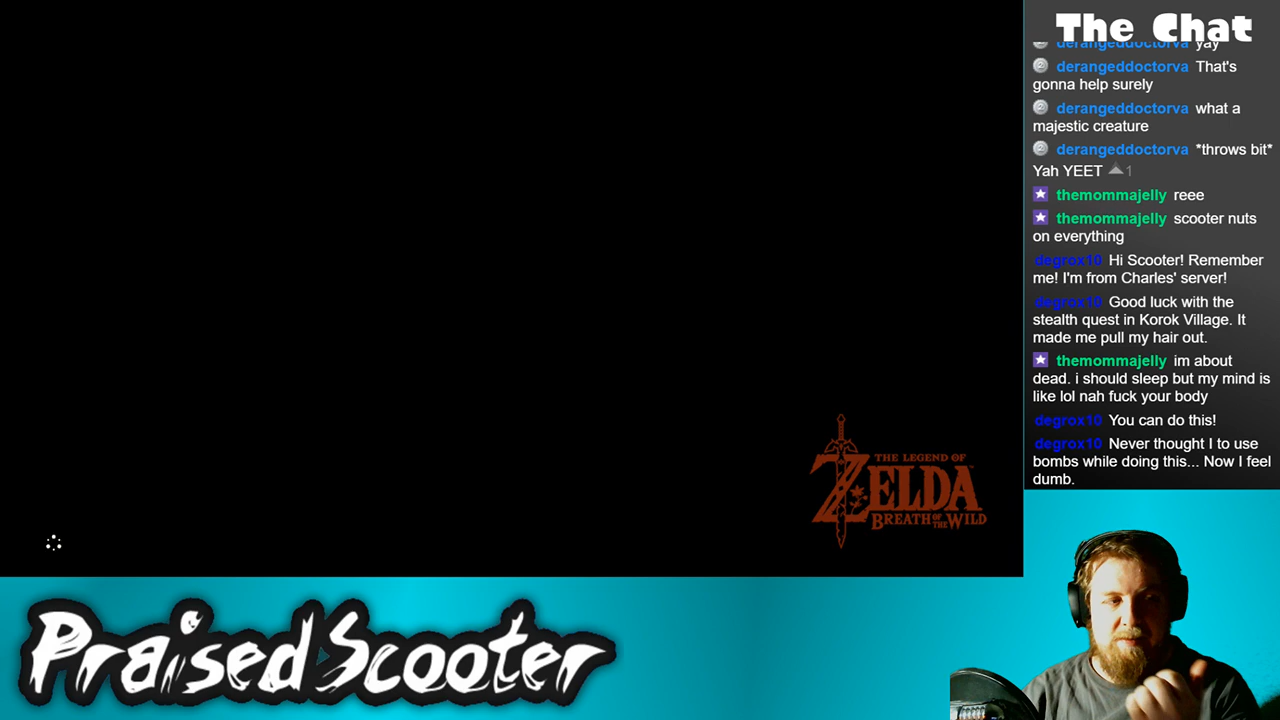 The Chat
derangeddoctorva yay
derangeddoctorva That's
gonna help surely
derangeddoctorva what a
majestic creature
derangeddoctorva *throws bit*
Yah YEET 1
themommajelly reee
themommajelly scooter nuts
on everything
degrox10 Hi Scooter! Remember
me! I'm from Charles' server!
degrox10 Good luck with the
stealth quest in Korok Village. It
made me pull my hair out.
themommajelly im about
dead. i should sleep but my mind is
like lol nah fuck your body
degrox10 You can do this!
degrox10 Never thought I to use
bombs while doing this... Now I feel
dumb.
THE LEGEND OF
ZELDA
BREATH OF THE WILD
PraisedScooter